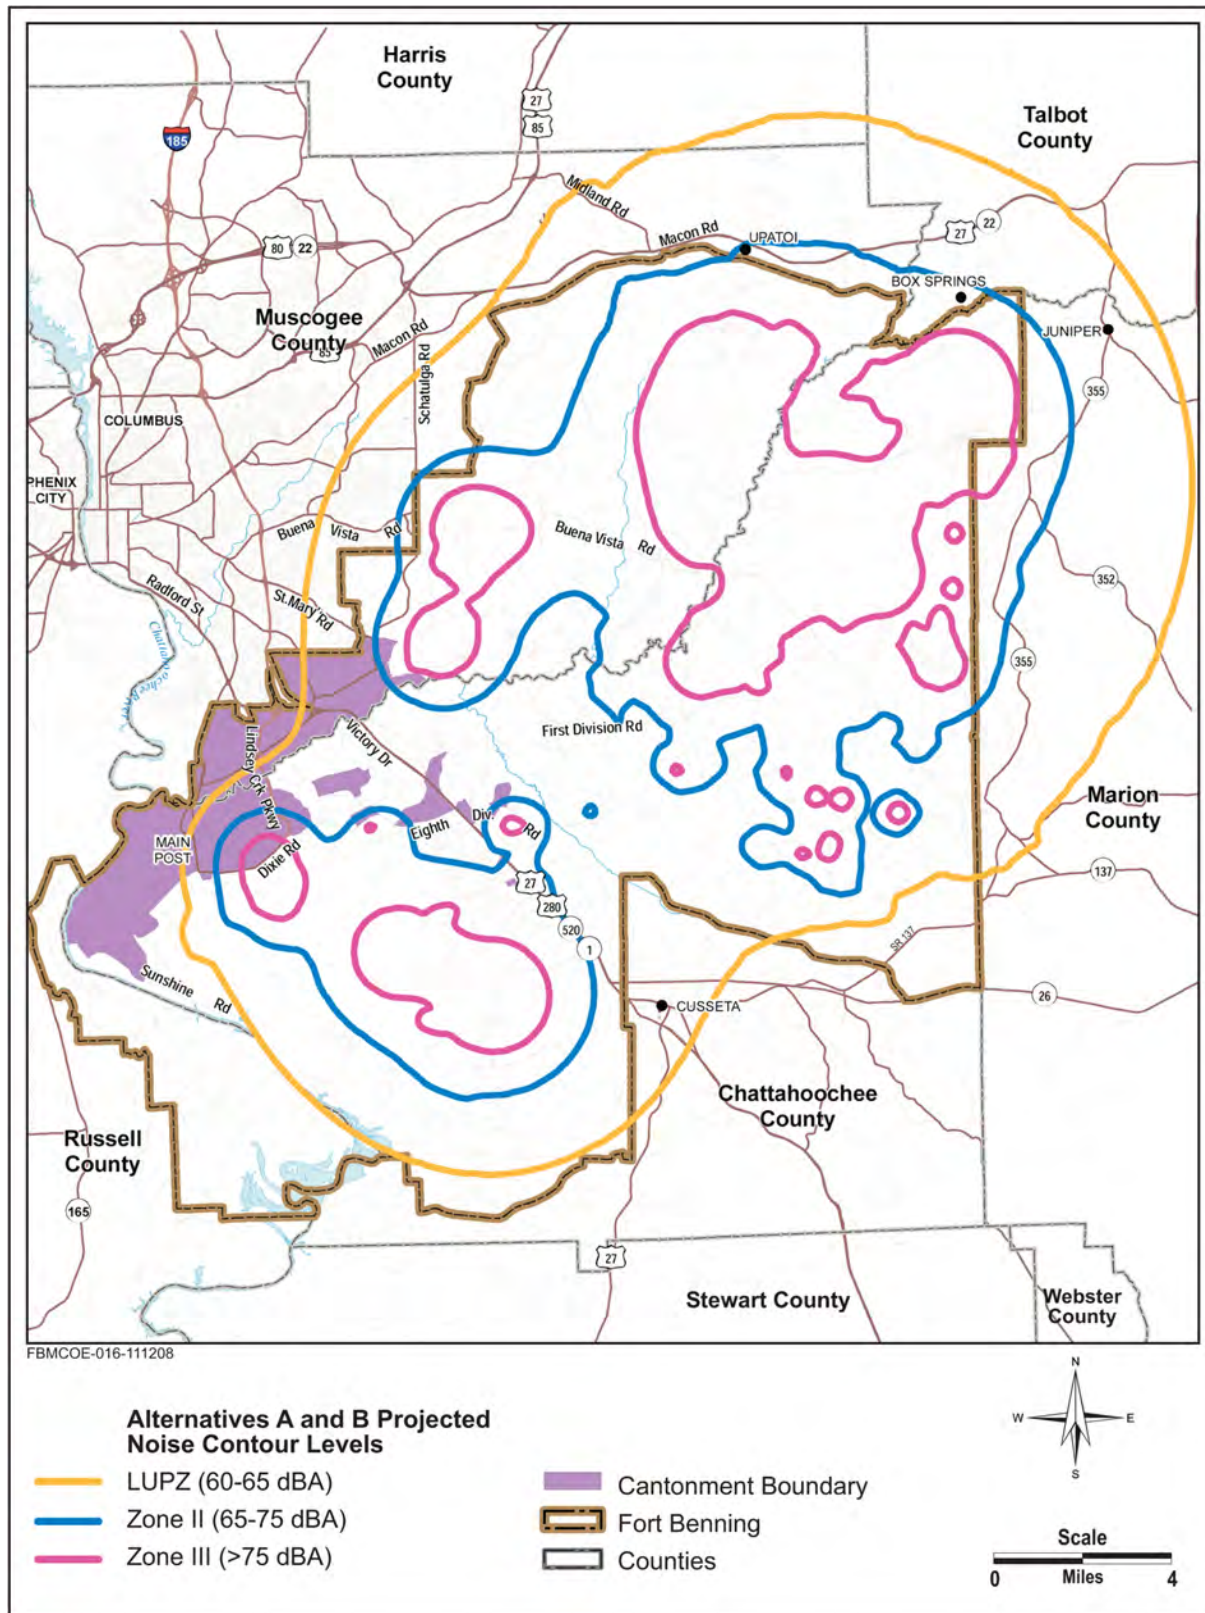 Harris
County
27
85
185
Talbot
County
Midland Rd
22
27
80
22
Macon Rd
UPATOI
BOX SPRINGS
Muscogee
County
85
Macon Rd
JUNIPER
Schatulga Rd
355
COLUMBUS
PHENIX
CITY
Buena Vista Rd
Buena Vista Rd
352
Radford St
St.Mary Rd
Chattahoochee River
355
First Division Rd
Lindsey Crk Pkwy
Victory Dr
Marion
County
Eighth Div. Rd
MAIN
POST
Dixie Rd
137
27
280
520
1
SR 137
Sunshine Rd
26
CUSSETA
Chattahoochee
County
Russell
County
165
27
Stewart County
Webster
County
FBMCOE-016-111208
N
W E
S
Alternatives A and B Projected
Noise Contour Levels
LUPZ (60-65 dBA)
Zone II (65-75 dBA)
Zone III (>75 dBA)
Cantonment Boundary
Fort Benning
Counties
Scale
0 Miles 4